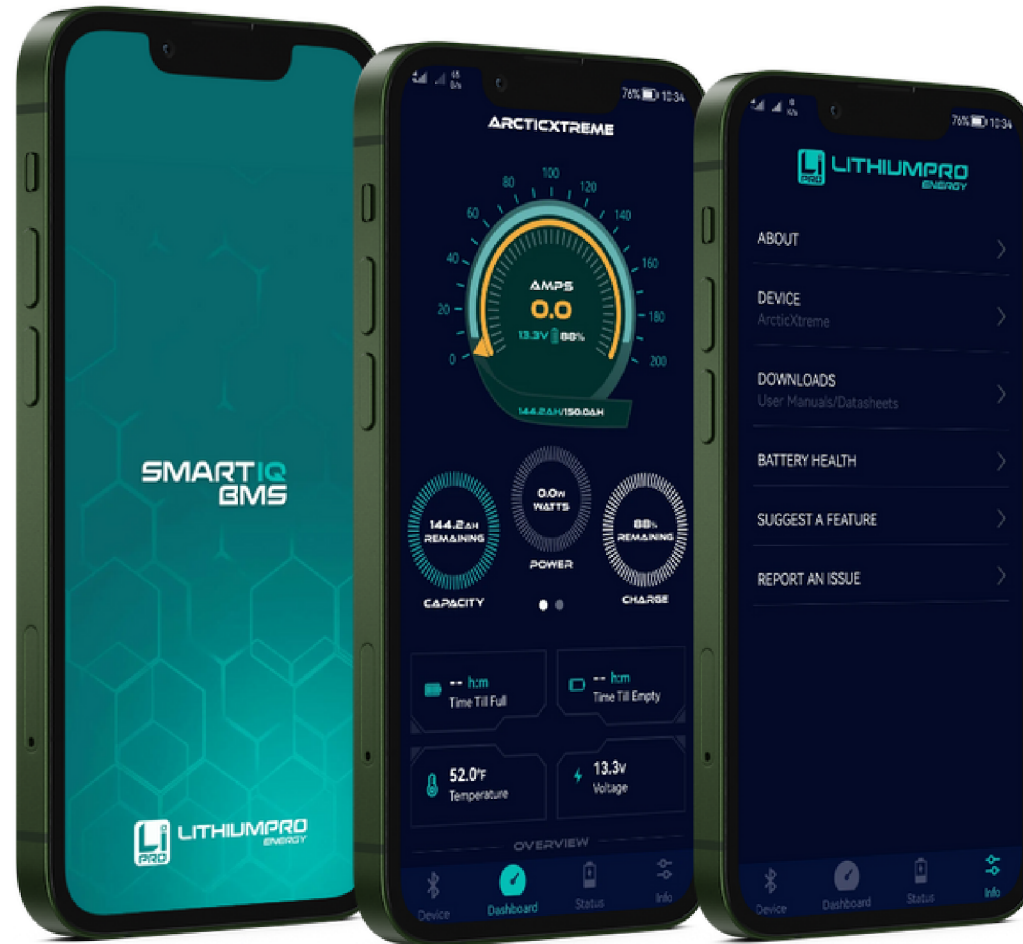 SMARTIQ
BMS
Li
PRO
LITHIUMPRO
ENERGY
76% 10:34
ARCTICXTREME
0
20
40
60
80
100
120
140
160
180
200
AMPS
0.0
13.3V 88%
144.2AH/150.0AH
144.2AH
REMAINING
CAPACITY
0.0W
WATTS
POWER
88%
REMAINING
CHARGE
-- h:m
Time Till Full
-- h:m
Time Till Empty
52.0°F
Temperature
13.3v
Voltage
OVERVIEW
Device
Dashboard
Status
Info
76% 10:34
Li
PRO
LITHIUMPRO
ENERGY
ABOUT
DEVICE
ArcticXtreme
DOWNLOADS
User Manuals/Datasheets
BATTERY HEALTH
SUGGEST A FEATURE
REPORT AN ISSUE
Device
Dashboard
Status
Info